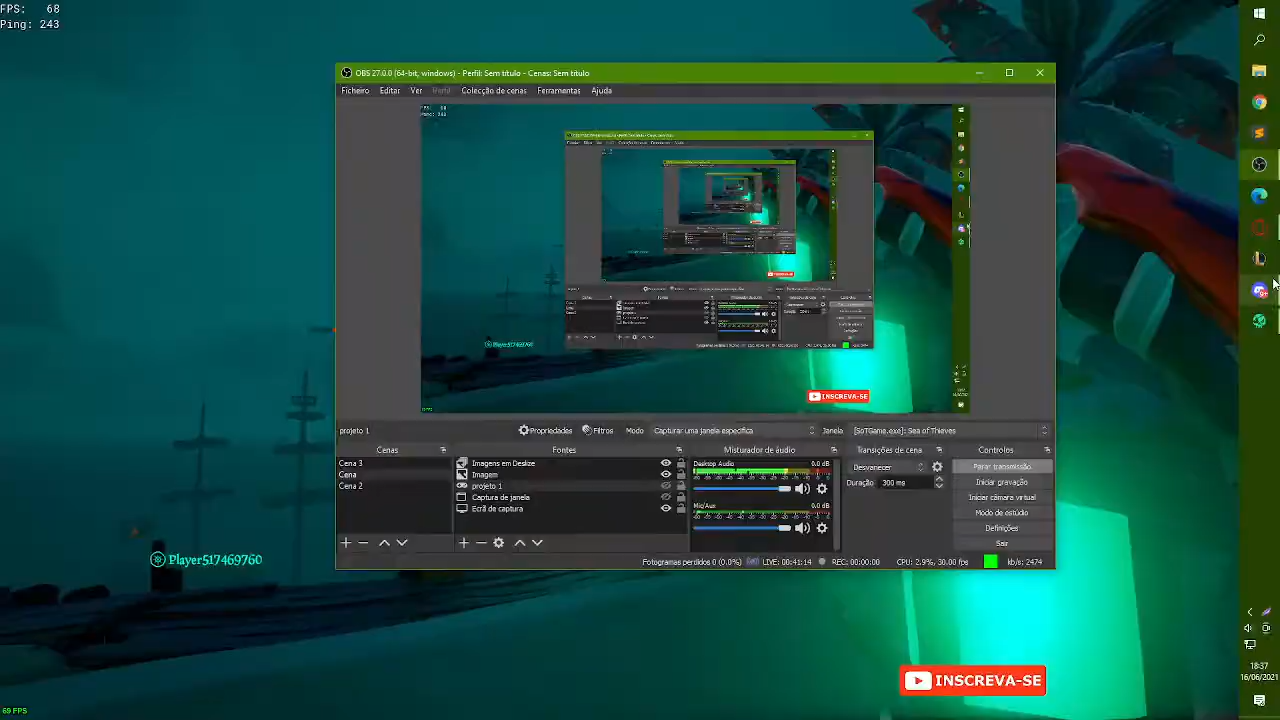 FPS: 68
Ping: 243
OBS 27.0.0 (64-bit, windows) - Perfil: Sem título - Cenas: Sem título
Ficheiro Editar Ver Perfil Colecção de cenas Ferramentas Ajuda
FPS: 68
Ping: 243
Player517469760
INSCREVA-SE
projeto 1 Propriedades Filtros Modo Capturar uma janela específica Janela [SoTGame.exe]: Sea of Thieves
Cenas Fontes Misturador de áudio Transições de cena Controlos
Cena 3
Cena
Cena 2
Imagens em Deslize
Imagem
projeto 1
Captura de janela
Ecrã de captura
Desktop Audio 0.0 dB
Mic/Aux 0.0 dB
Desvanecer
Duração 300 ms
Parar transmissão
Iniciar gravação
Iniciar câmara virtual
Modo de estúdio
Definições
Sair
Fotogramas perdidos 0 (0.0%) LIVE: 00:41:14 REC: 00:00:00 CPU: 2.9%, 30.00 fps kb/s: 2474
Player517469760
INSCREVA-SE
18:37
16/06/2021
69 FPS